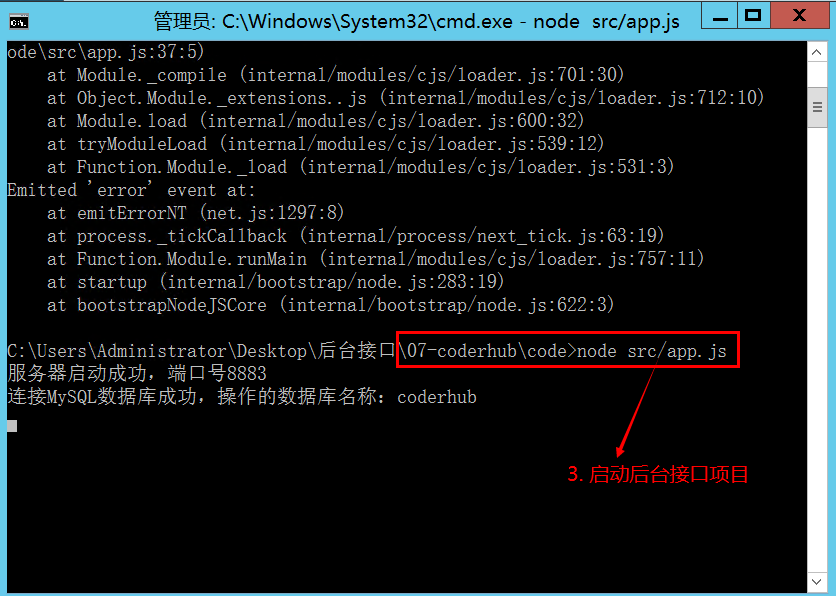 管理员: C:\Windows\System32\cmd.exe - node  src/app.js
ode\src\app.js:37:5)
    at Module._compile (internal/modules/cjs/loader.js:701:30)
    at Object.Module._extensions..js (internal/modules/cjs/loader.js:712:10)
    at Module.load (internal/modules/cjs/loader.js:600:32)
    at tryModuleLoad (internal/modules/cjs/loader.js:539:12)
    at Function.Module._load (internal/modules/cjs/loader.js:531:3)
Emitted 'error' event at:
    at emitErrorNT (net.js:1297:8)
    at process._tickCallback (internal/process/next_tick.js:63:19)
    at Function.Module.runMain (internal/modules/cjs/loader.js:757:11)
    at startup (internal/bootstrap/node.js:283:19)
    at bootstrapNodeJSCore (internal/bootstrap/node.js:622:3)
C:\Users\Administrator\Desktop\后台接口\07-coderhub\code>node src/app.js
服务器启动成功，端口号8883
连接MySQL数据库成功，操作的数据库名称：coderhub
3. 启动后台接口项目